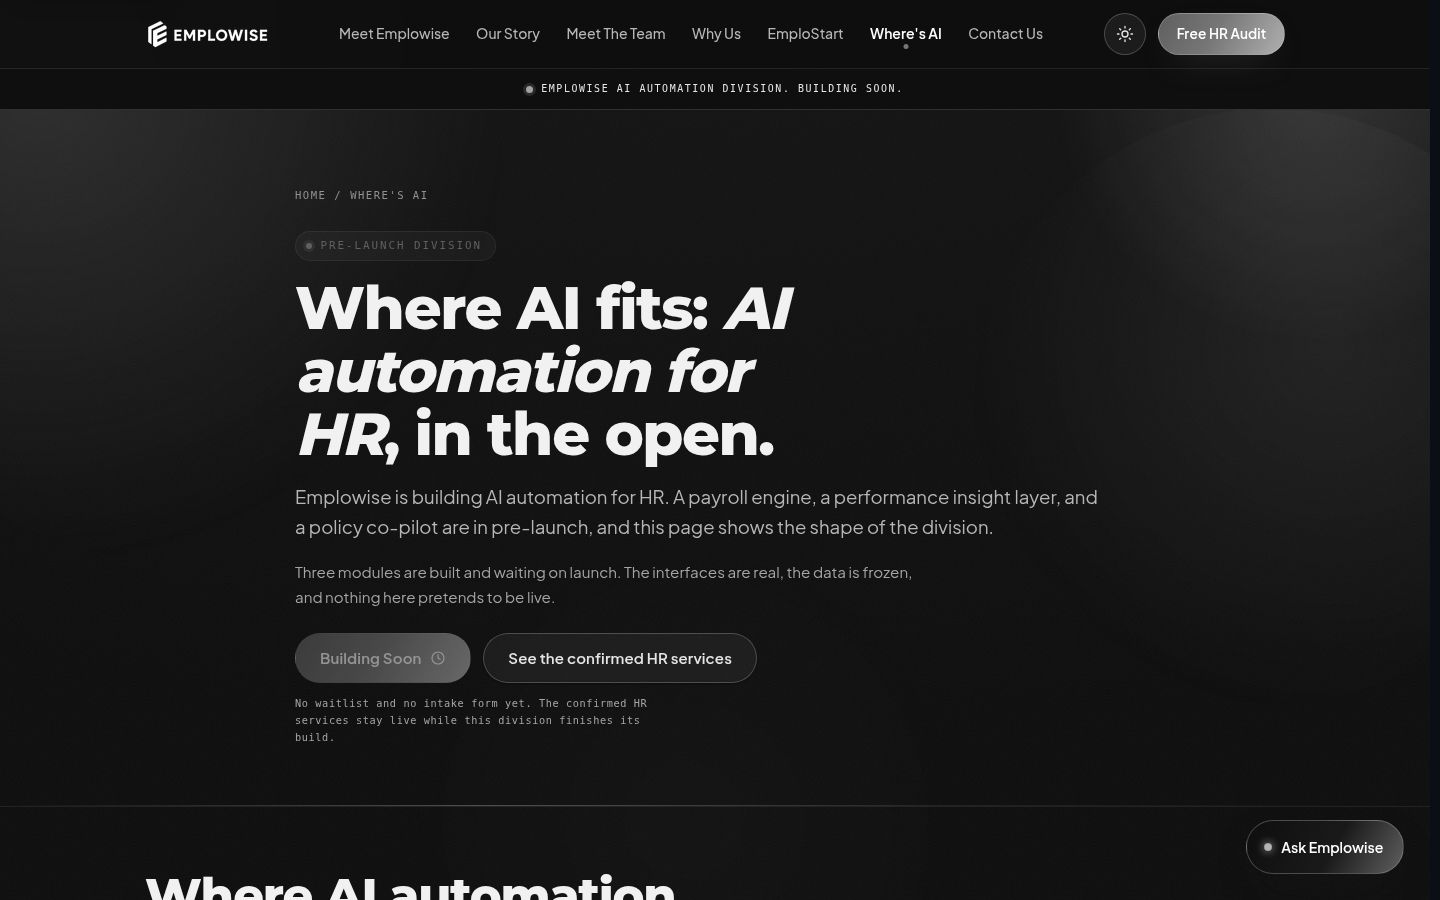 EMPLOWISE
Meet Emplowise
Our Story
Meet The Team
Why Us
EmploStart
Where's AI
Contact Us
Free HR Audit
EMPLOWISE AI AUTOMATION DIVISION. BUILDING SOON.
HOME / WHERE'S AI
PRE-LAUNCH DIVISION
Where AI fits: AI
automation for
HR, in the open.
Emplowise is building AI automation for HR. A payroll engine, a performance insight layer, and
a policy co-pilot are in pre-launch, and this page shows the shape of the division.
Three modules are built and waiting on launch. The interfaces are real, the data is frozen,
and nothing here pretends to be live.
Building Soon
See the confirmed HR services
No waitlist and no intake form yet. The confirmed HR
services stay live while this division finishes its
build.
Ask Emplowise
Where AI automation